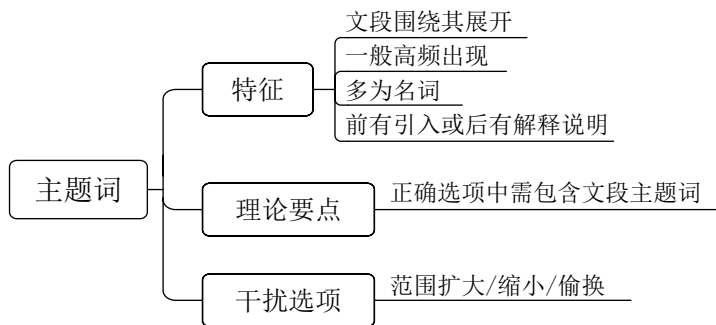 文段围绕其展开
一般高频出现
特征
多为名词
前有引入或后有解释说明
主题词
理论要点
正确选项中需包含文段主题词
干扰选项
范围扩大/缩小/偷换